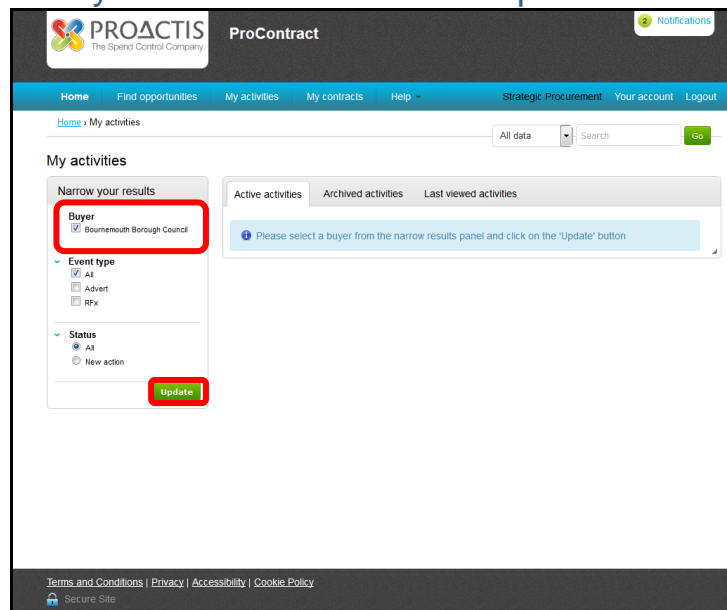 PROACTIS
The Spend Control Company
ProContract
2 Notifications
Home Find opportunities My activities My contracts Help Strategic Procurement Your account Logout
Home › My activities
All data Search Go
My activities
Narrow your results
Buyer
Bournemouth Borough Council
Event type
All
Advert
RFx
Status
All
New action
Update
Active activities Archived activities Last viewed activities
Please select a buyer from the narrow results panel and click on the 'Update' button
Terms and Conditions | Privacy | Accessibility | Cookie Policy
Secure Site